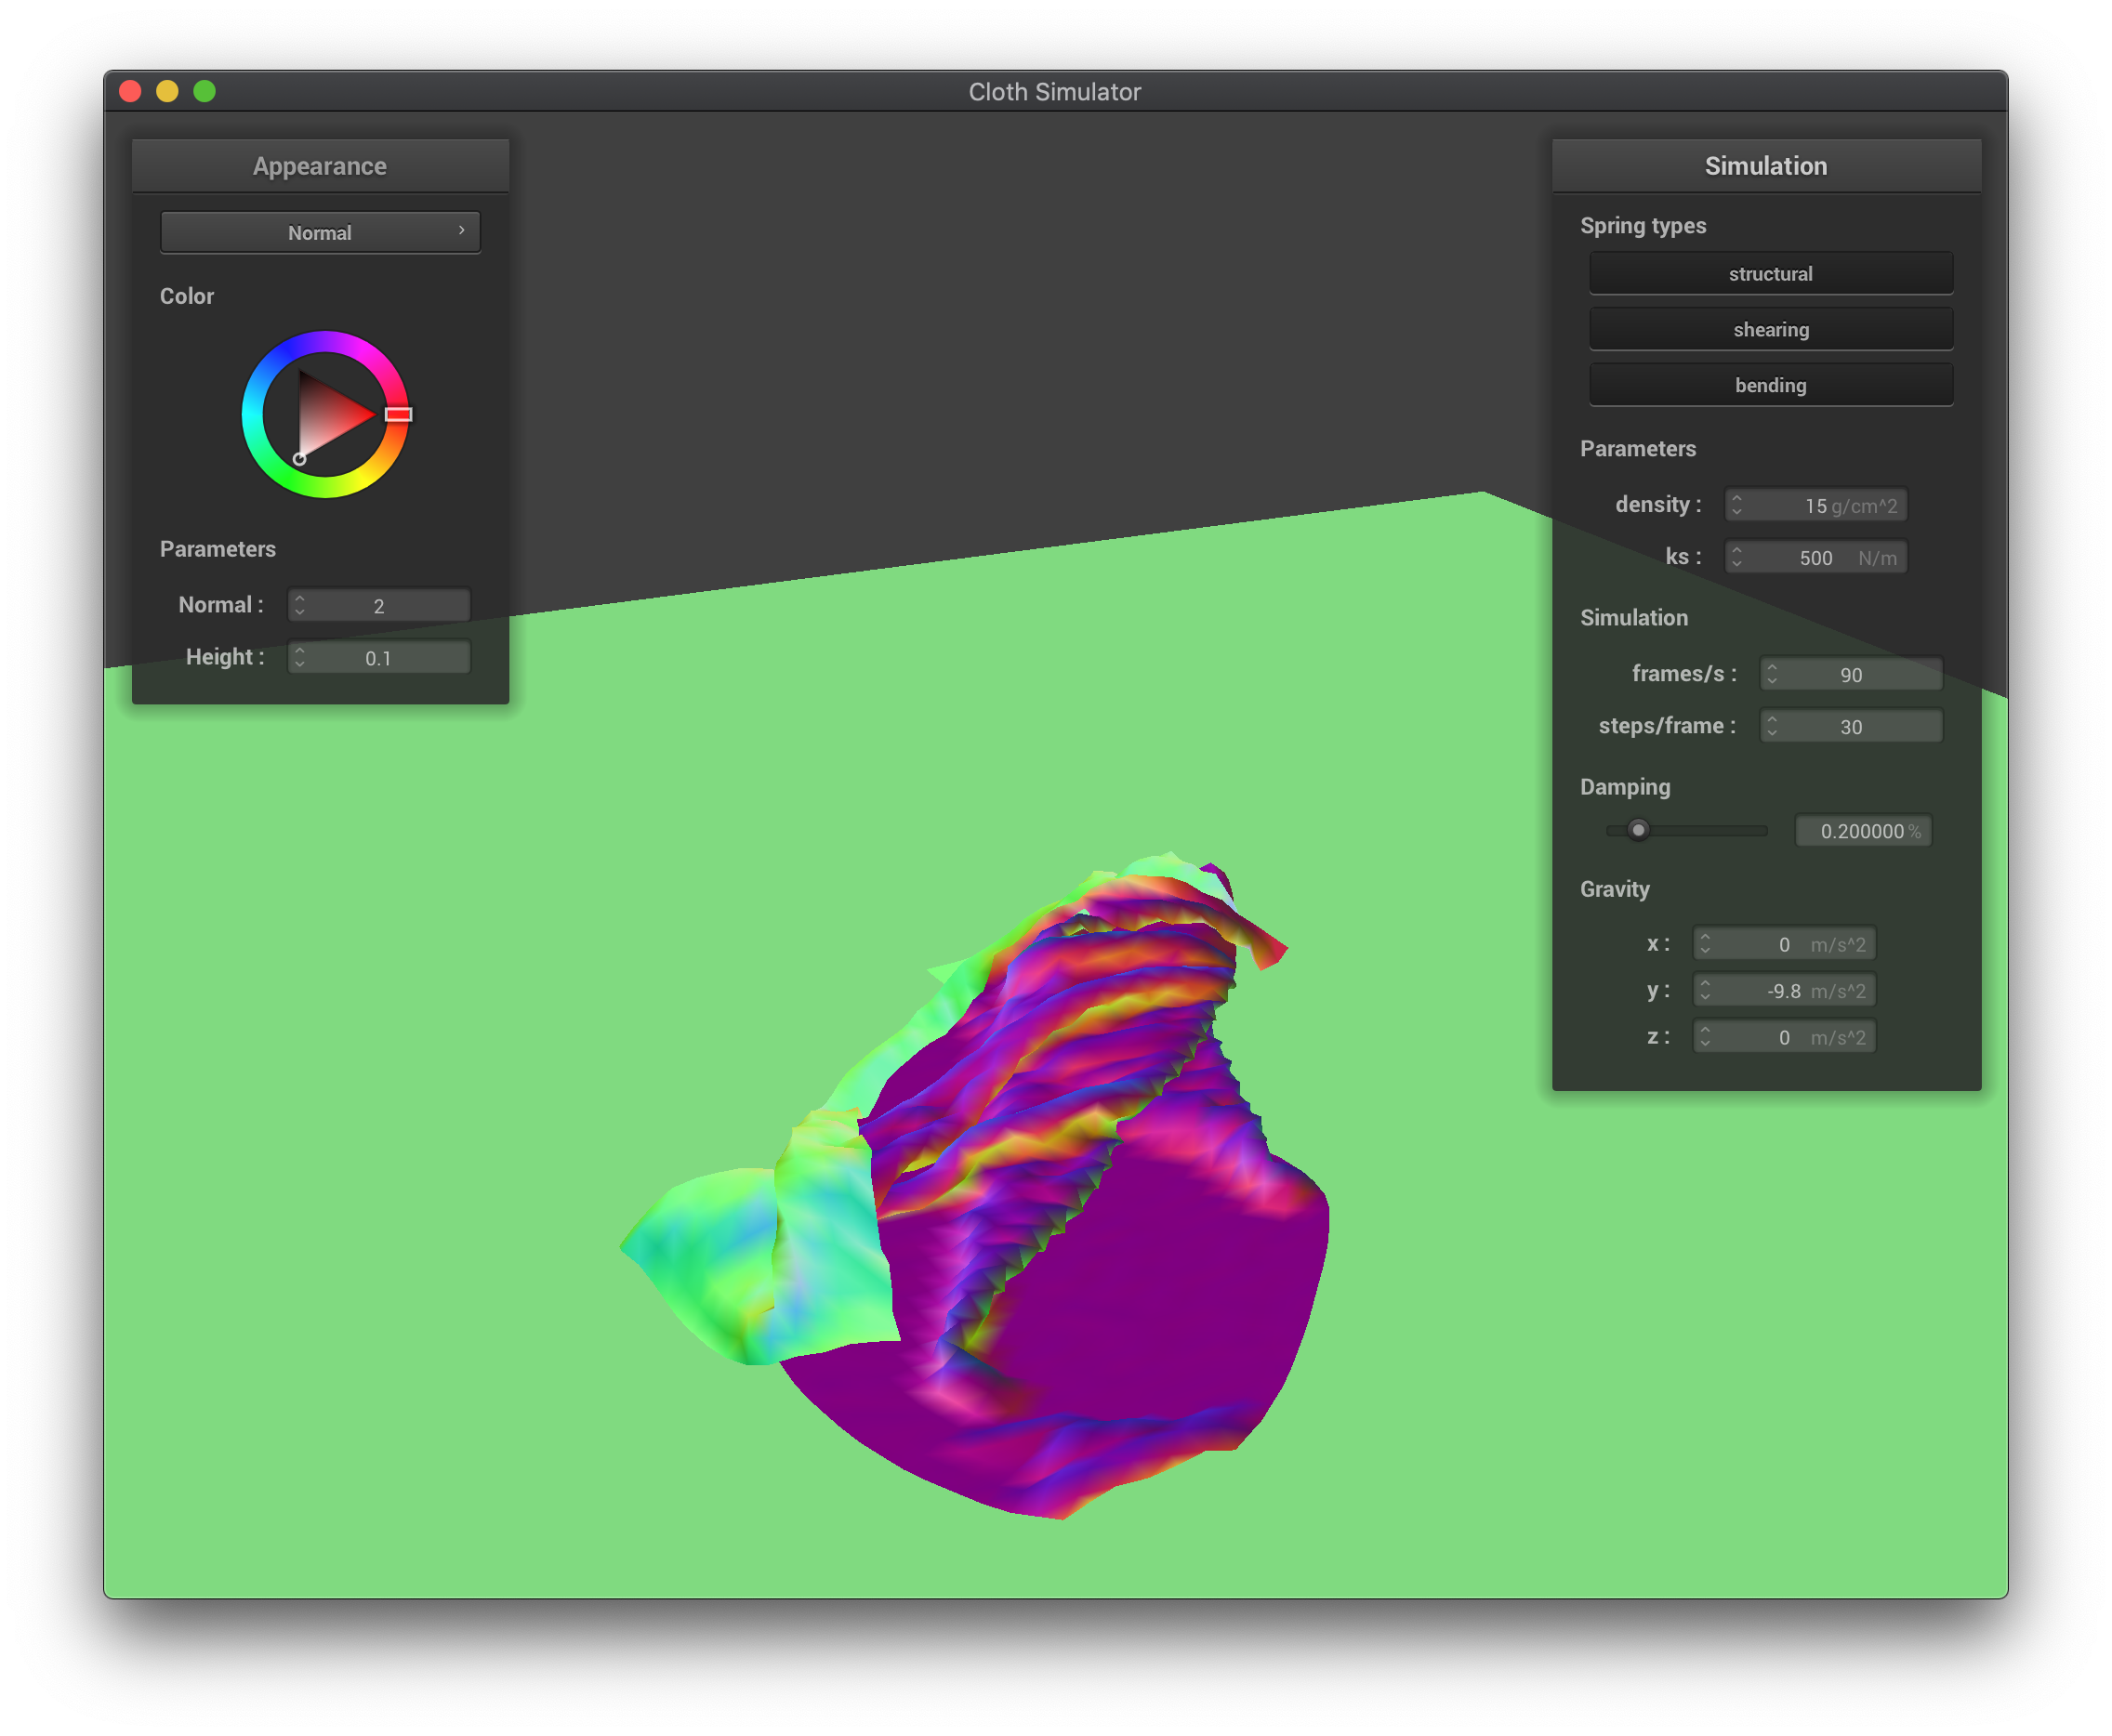 Cloth Simulator
Appearance
Normal
Color
Parameters
Normal : 2
Height : 0.1
Simulation
Spring types
structural
shearing
bending
Parameters
density : 15 g/cm^2
ks : 500 N/m
Simulation
frames/s : 90
steps/frame : 30
Damping
0.200000 %
Gravity
x : 0 m/s^2
y : -9.8 m/s^2
z : 0 m/s^2